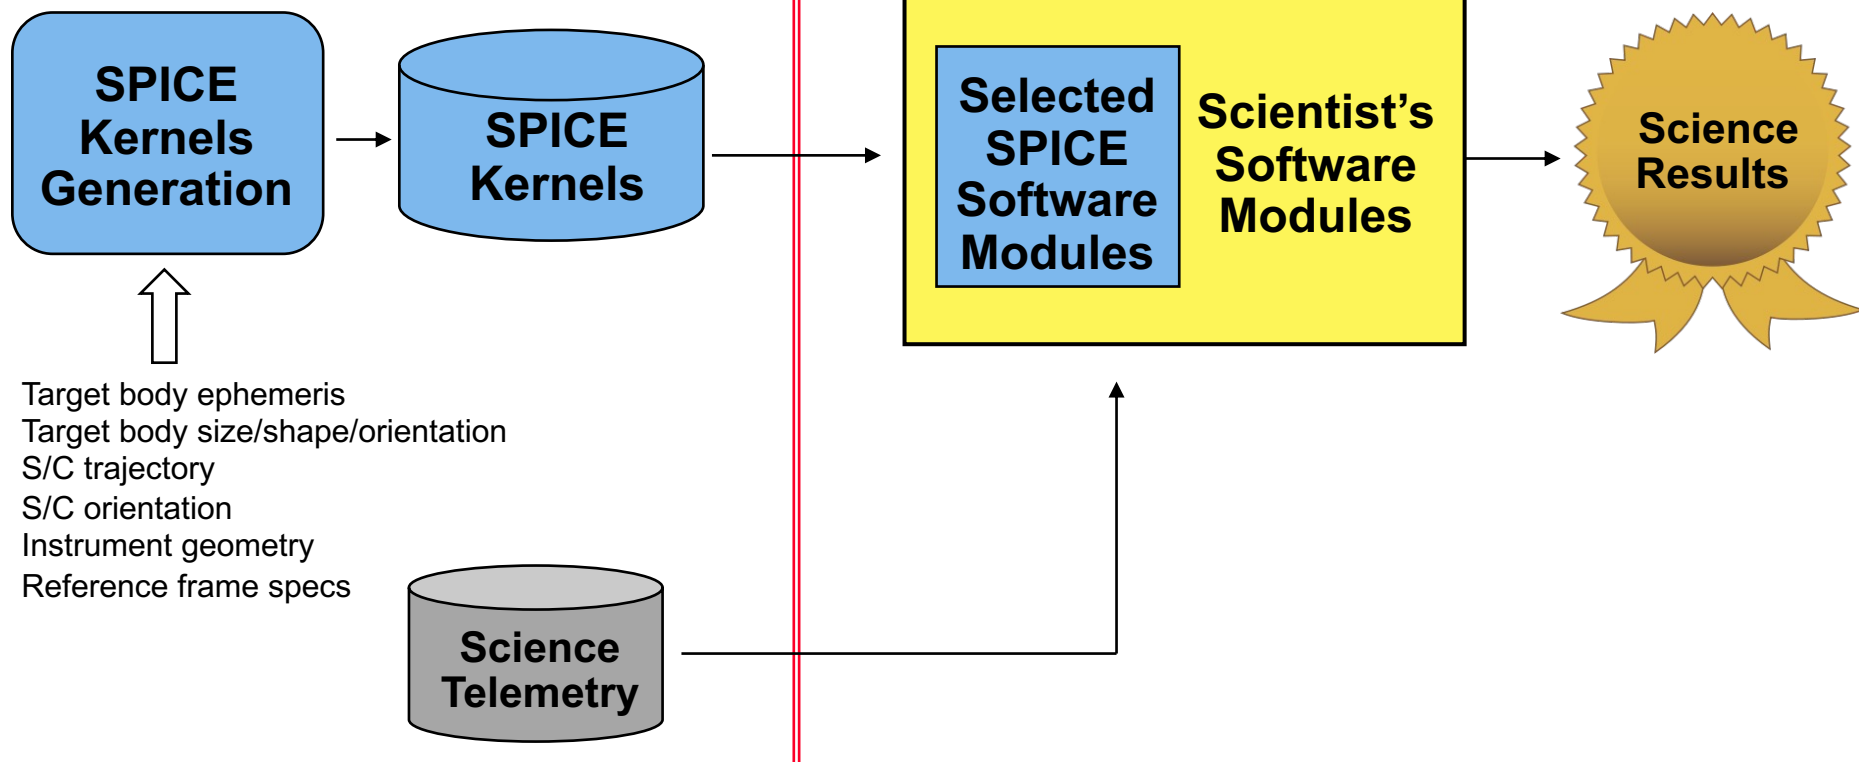 SPICE
Kernels
Generation
SPICE
Kernels
Selected
SPICE
Software
Modules
Scientist’s
Software
Modules
Science
Results
Target body ephemeris
Target body size/shape/orientation
S/C trajectory
S/C orientation
Instrument geometry
Reference frame specs
Science
Telemetry